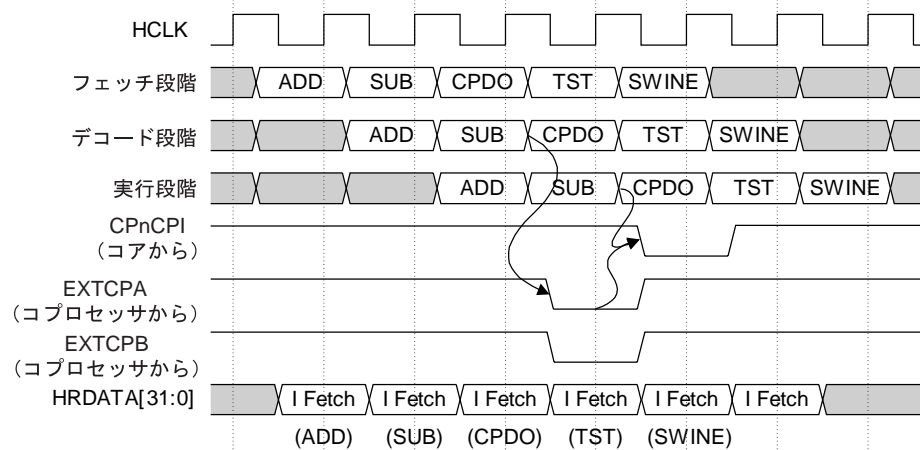 HCLK
フェッチ段階 ADD SUB CPDO TST SWINE
デコード段階 ADD SUB CPDO TST SWINE
実行段階 ADD SUB CPDO TST SWINE
CPnCPI
（コアから）
EXTCPA
（コプロセッサから）
EXTCPB
（コプロセッサから）
HRDATA[31:0] I Fetch I Fetch I Fetch I Fetch I Fetch I Fetch
(ADD) (SUB) (CPDO) (TST) (SWINE)